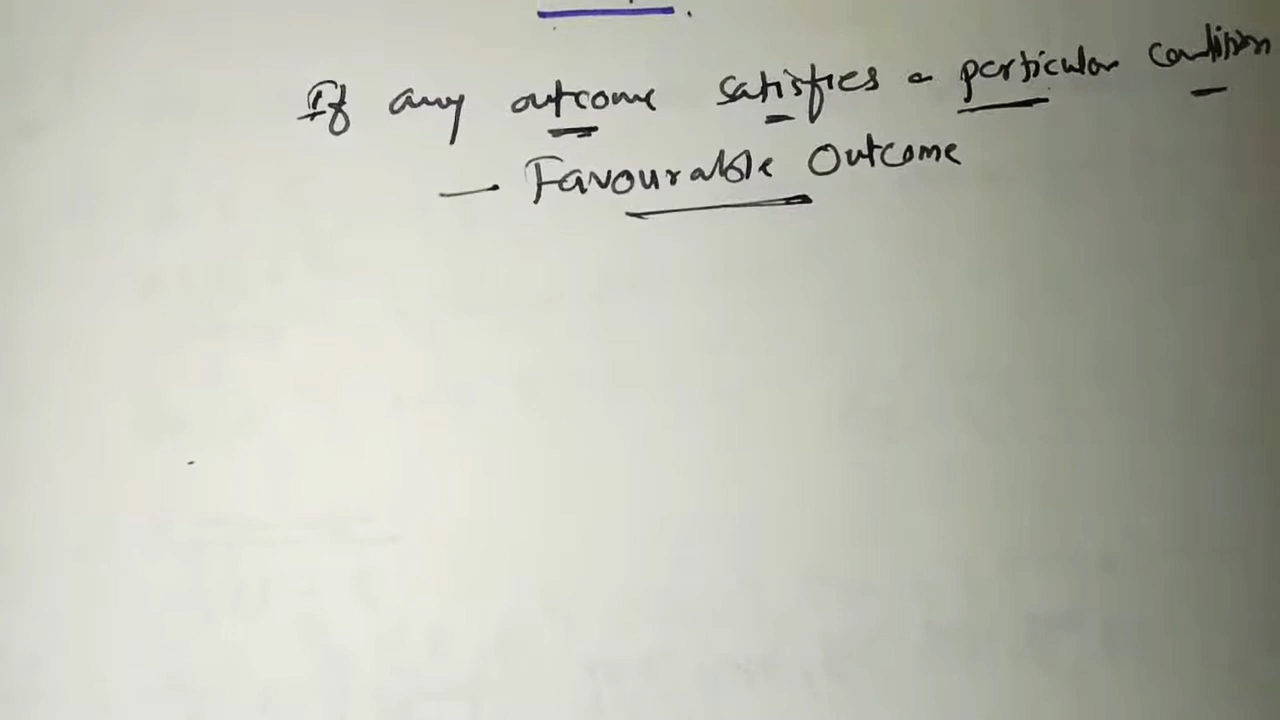 If any outcome satisfies a particular condition
— Favourable Outcome